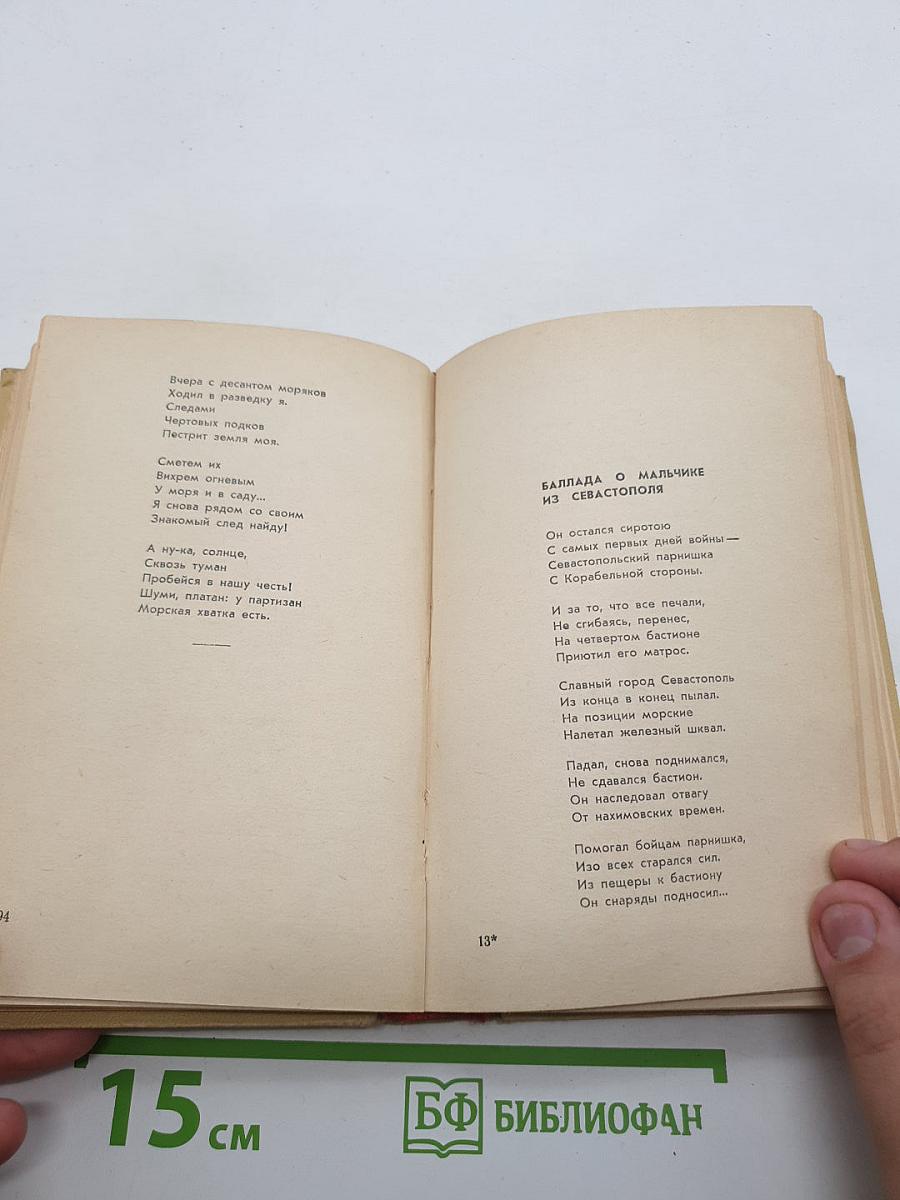 Вчера с десантом моряков
Ходил в разведку я.
Следами
Чертовых подков
Пестрит земля моя.
Сметем их
Вихрем огневым
У моря и в саду...
Я снова рядом со своим
Знакомый след найду!
А ну-ка, солнце,
Сквозь туман
Пробейся в нашу честь!
Шуми, платан: у партизан
Морская хватка есть.
94
БАЛЛАДА О МАЛЬЧИКЕ
ИЗ СЕВАСТОПОЛЯ
Он остался сиротою
С самых первых дней войны —
Севастопольский парнишка
С Корабельной стороны.
И за то, что все печали,
Не сгибаясь, перенес,
На четвертом бастионе
Приютил его матрос.
Славный город Севастополь
Из конца в конец пылал.
На позиции морские
Налетал железный шквал.
Падал, снова поднимался,
Не сдавался бастион.
Он наследовал отвагу
От нахимовских времен.
Помогал бойцам парнишка,
Изо всех старался сил.
Из пещеры к бастиону
Он снаряды подносил...
13*
15 см
БФ БИБЛИОФАН